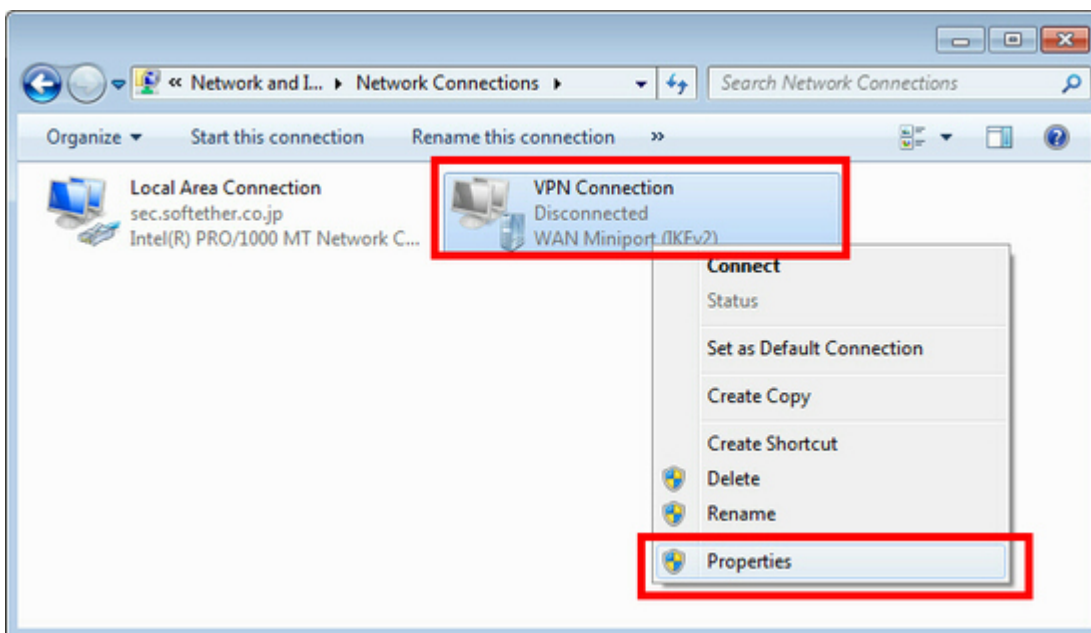 « Network and I... Network Connections
Search Network Connections
Organize Start this connection Rename this connection »
Local Area Connection
sec.softether.co.jp
Intel(R) PRO/1000 MT Network C...
VPN Connection
Disconnected
WAN Miniport (IKEv2)
Connect
Status
Set as Default Connection
Create Copy
Create Shortcut
Delete
Rename
Properties